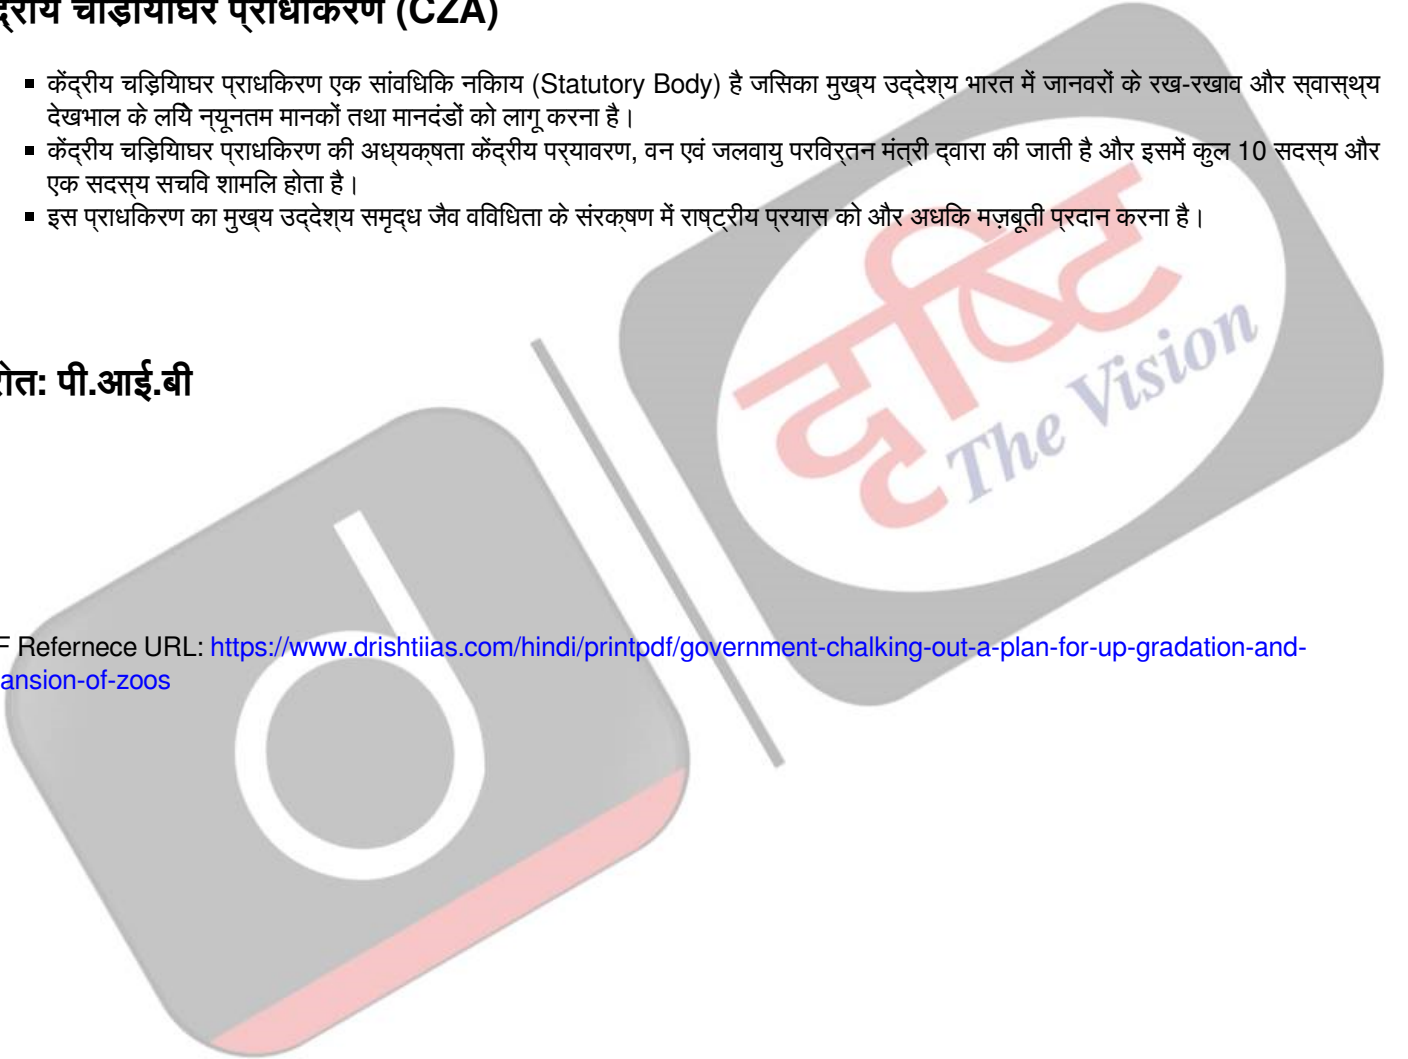 द्रीय चिड़ियाघर प्राधिकरण (CZA)
केंद्रीय चिड़ियाघर प्राधिकरण एक सांविधिक निकाय (Statutory Body) है जिसका मुख्य उद्देश्य भारत में जानवरों के रख-रखाव और स्वास्थ्य
देखभाल के लिये न्यूनतम मानकों तथा मानदंडों को लागू करना है।
केंद्रीय चिड़ियाघर प्राधिकरण की अध्यक्षता केंद्रीय पर्यावरण, वन एवं जलवायु परिवर्तन मंत्री द्वारा की जाती है और इसमें कुल 10 सदस्य और
एक सदस्य सचिव शामिल होता है।
इस प्राधिकरण का मुख्य उद्देश्य समृद्ध जैव विविधिता के संरक्षण में राष्ट्रीय प्रयास को और अधिक मज़बूती प्रदान करना है।
दृष्टि
The Vision
रोत: पी.आई.बी
d
F Refernece URL: https://www.drishtiias.com/hindi/printpdf/government-chalking-out-a-plan-for-up-gradation-and-
ansion-of-zoos